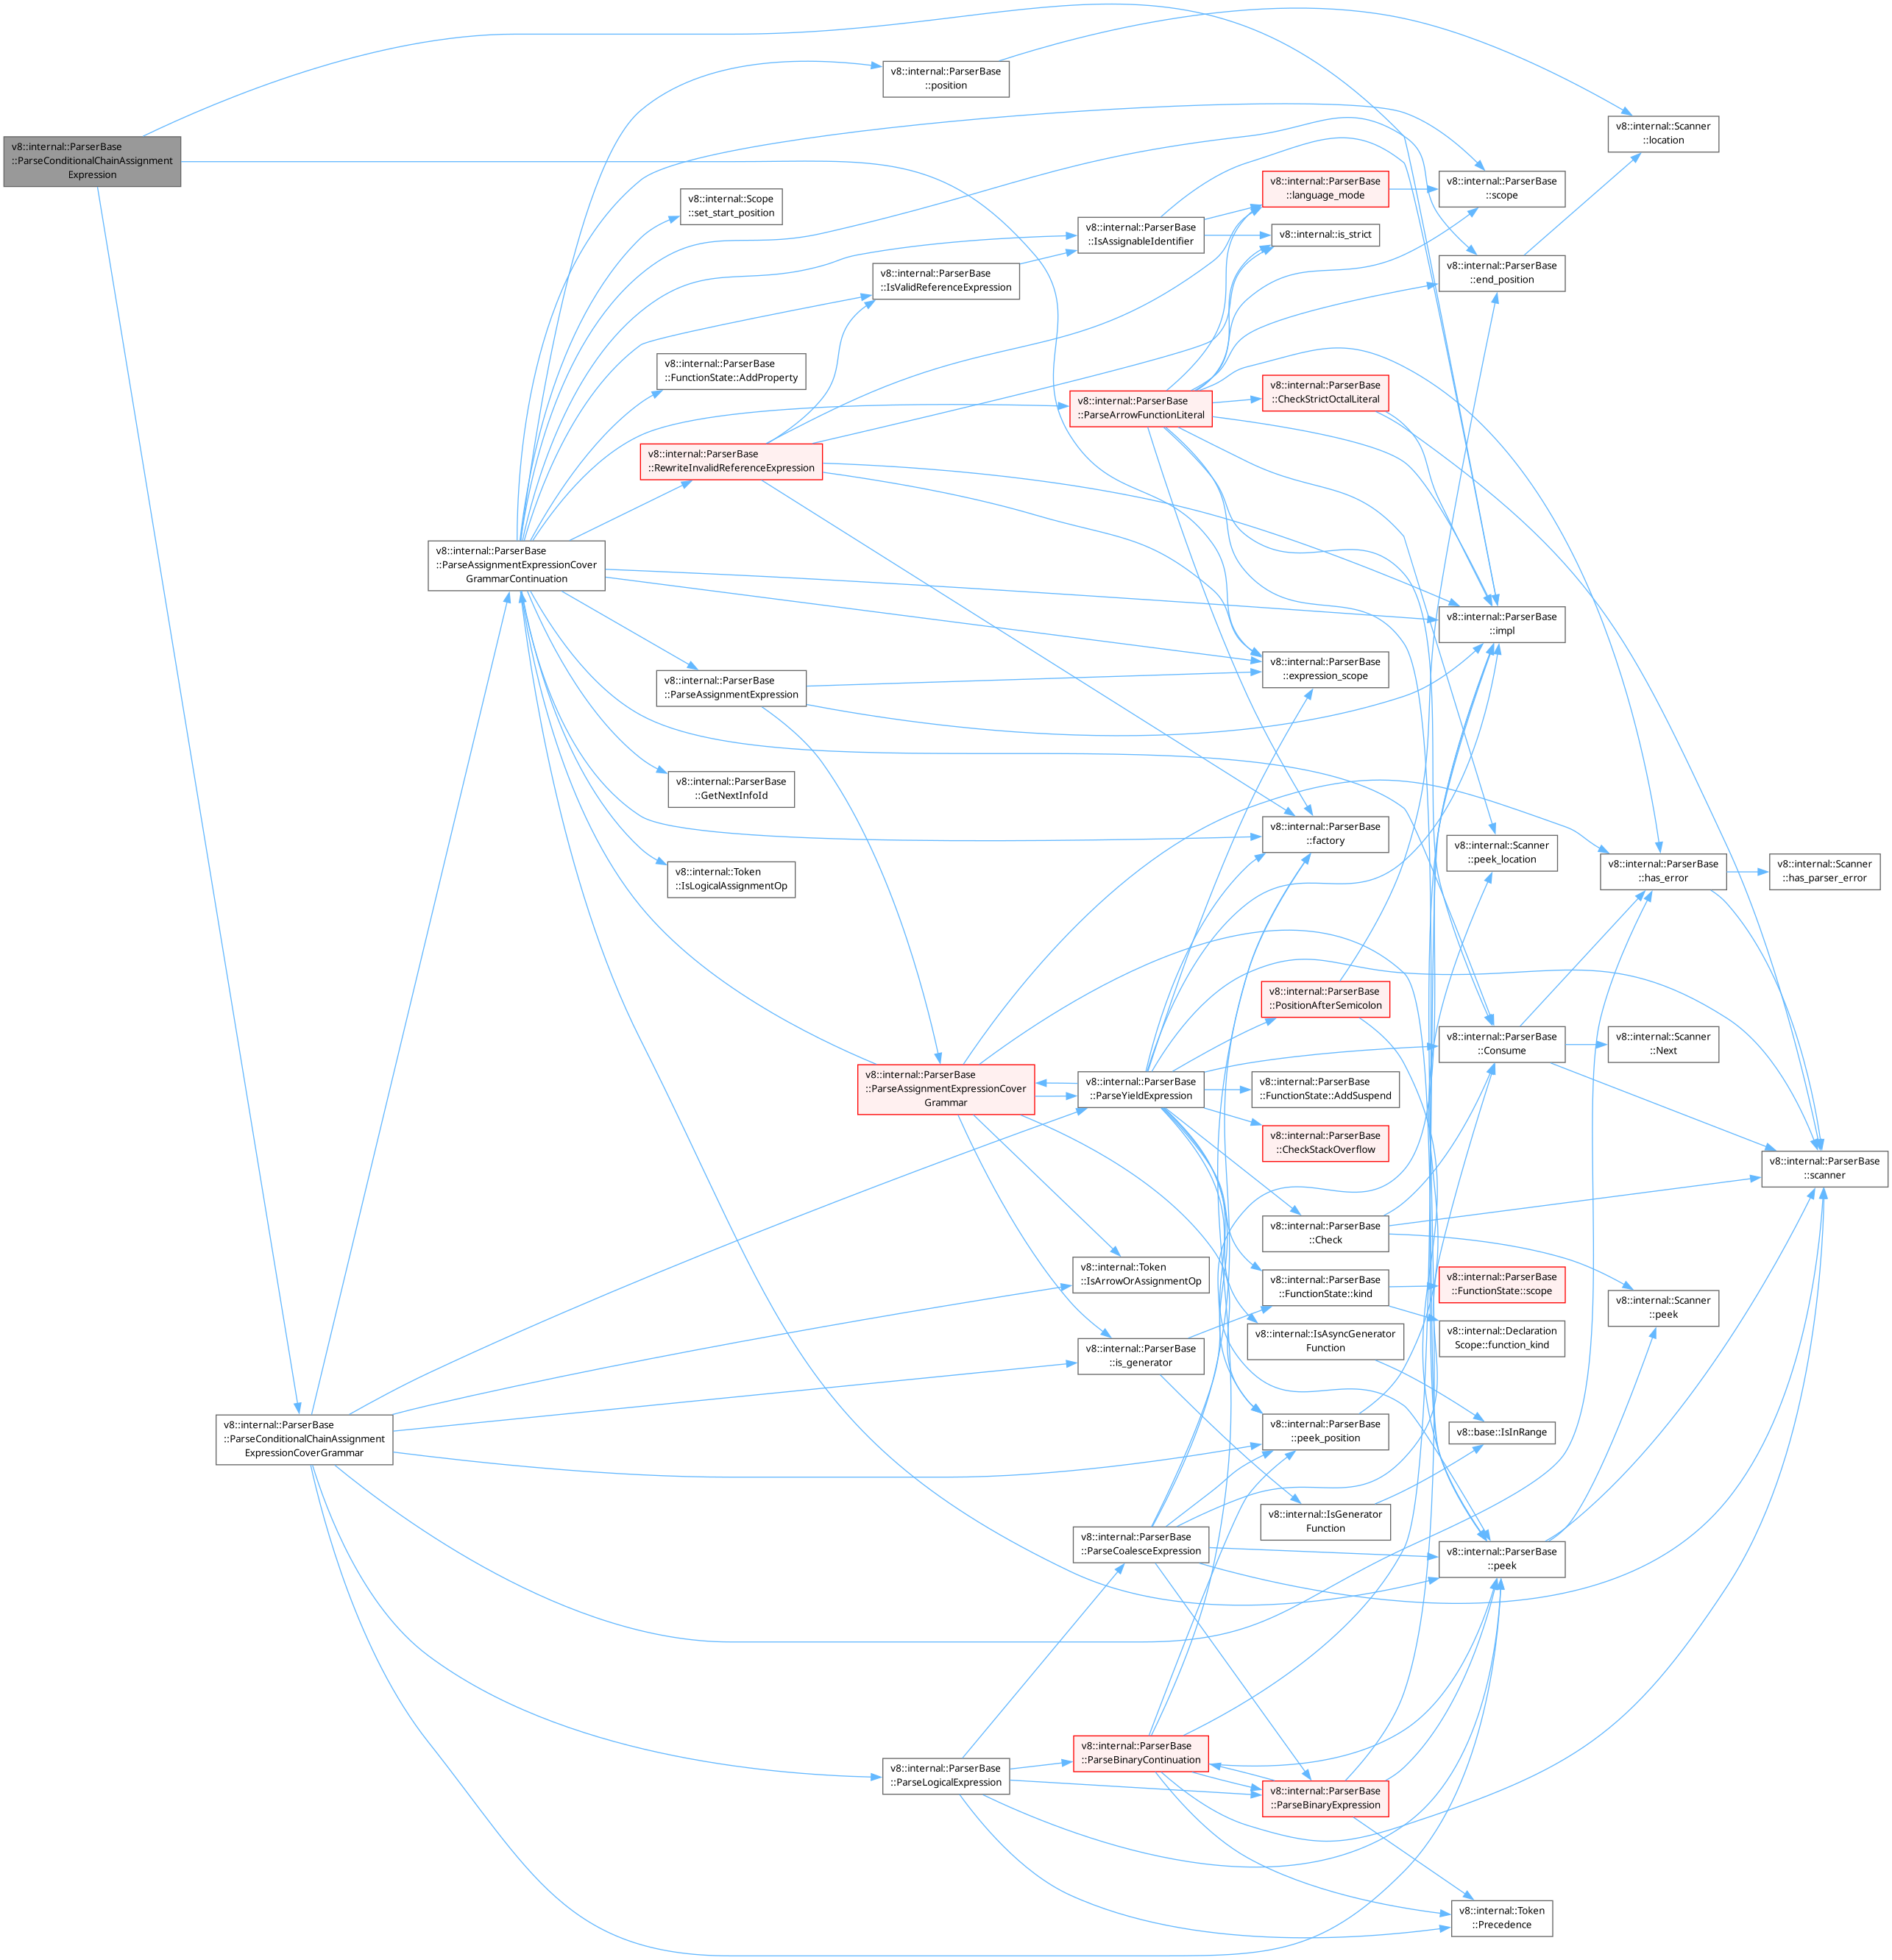 v8::internal::ParserBase
::ParseConditionalChainAssignment
Expression
v8::internal::ParserBase
::ParseConditionalChainAssignment
ExpressionCoverGrammar
v8::internal::ParserBase
::ParseAssignmentExpressionCover
GrammarContinuation
v8::internal::ParserBase
::position
v8::internal::Scope
::set_start_position
v8::internal::ParserBase
::IsAssignableIdentifier
v8::internal::ParserBase
::IsValidReferenceExpression
v8::internal::ParserBase
::FunctionState::AddProperty
v8::internal::ParserBase
::RewriteInvalidReferenceExpression
v8::internal::ParserBase
::ParseArrowFunctionLiteral
v8::internal::ParserBase
::ParseAssignmentExpression
v8::internal::ParserBase
::GetNextInfoId
v8::internal::Token
::IsLogicalAssignmentOp
v8::internal::ParserBase
::ParseAssignmentExpressionCover
Grammar
v8::internal::ParserBase
::ParseYieldExpression
v8::internal::Token
::IsArrowOrAssignmentOp
v8::internal::ParserBase
::is_generator
v8::internal::ParserBase
::ParseCoalesceExpression
v8::internal::ParserBase
::ParseLogicalExpression
v8::internal::ParserBase
::ParseBinaryContinuation
v8::internal::ParserBase
::ParseBinaryExpression
v8::internal::ParserBase
::language_mode
v8::internal::is_strict
v8::internal::ParserBase
::CheckStrictOctalLiteral
v8::internal::ParserBase
::expression_scope
v8::internal::ParserBase
::factory
v8::internal::ParserBase
::PositionAfterSemicolon
v8::internal::ParserBase
::FunctionState::AddSuspend
v8::internal::ParserBase
::CheckStackOverflow
v8::internal::ParserBase
::Check
v8::internal::ParserBase
::FunctionState::kind
v8::internal::IsAsyncGenerator
Function
v8::internal::ParserBase
::peek_position
v8::internal::IsGenerator
Function
v8::internal::ParserBase
::scope
v8::internal::ParserBase
::end_position
v8::internal::ParserBase
::impl
v8::internal::Scanner
::peek_location
v8::internal::ParserBase
::Consume
v8::internal::ParserBase
::FunctionState::scope
v8::internal::Declaration
Scope::function_kind
v8::base::IsInRange
v8::internal::ParserBase
::peek
v8::internal::Token
::Precedence
v8::internal::Scanner
::location
v8::internal::ParserBase
::has_error
v8::internal::Scanner
::has_parser_error
v8::internal::Scanner
::Next
v8::internal::ParserBase
::scanner
v8::internal::Scanner
::peek